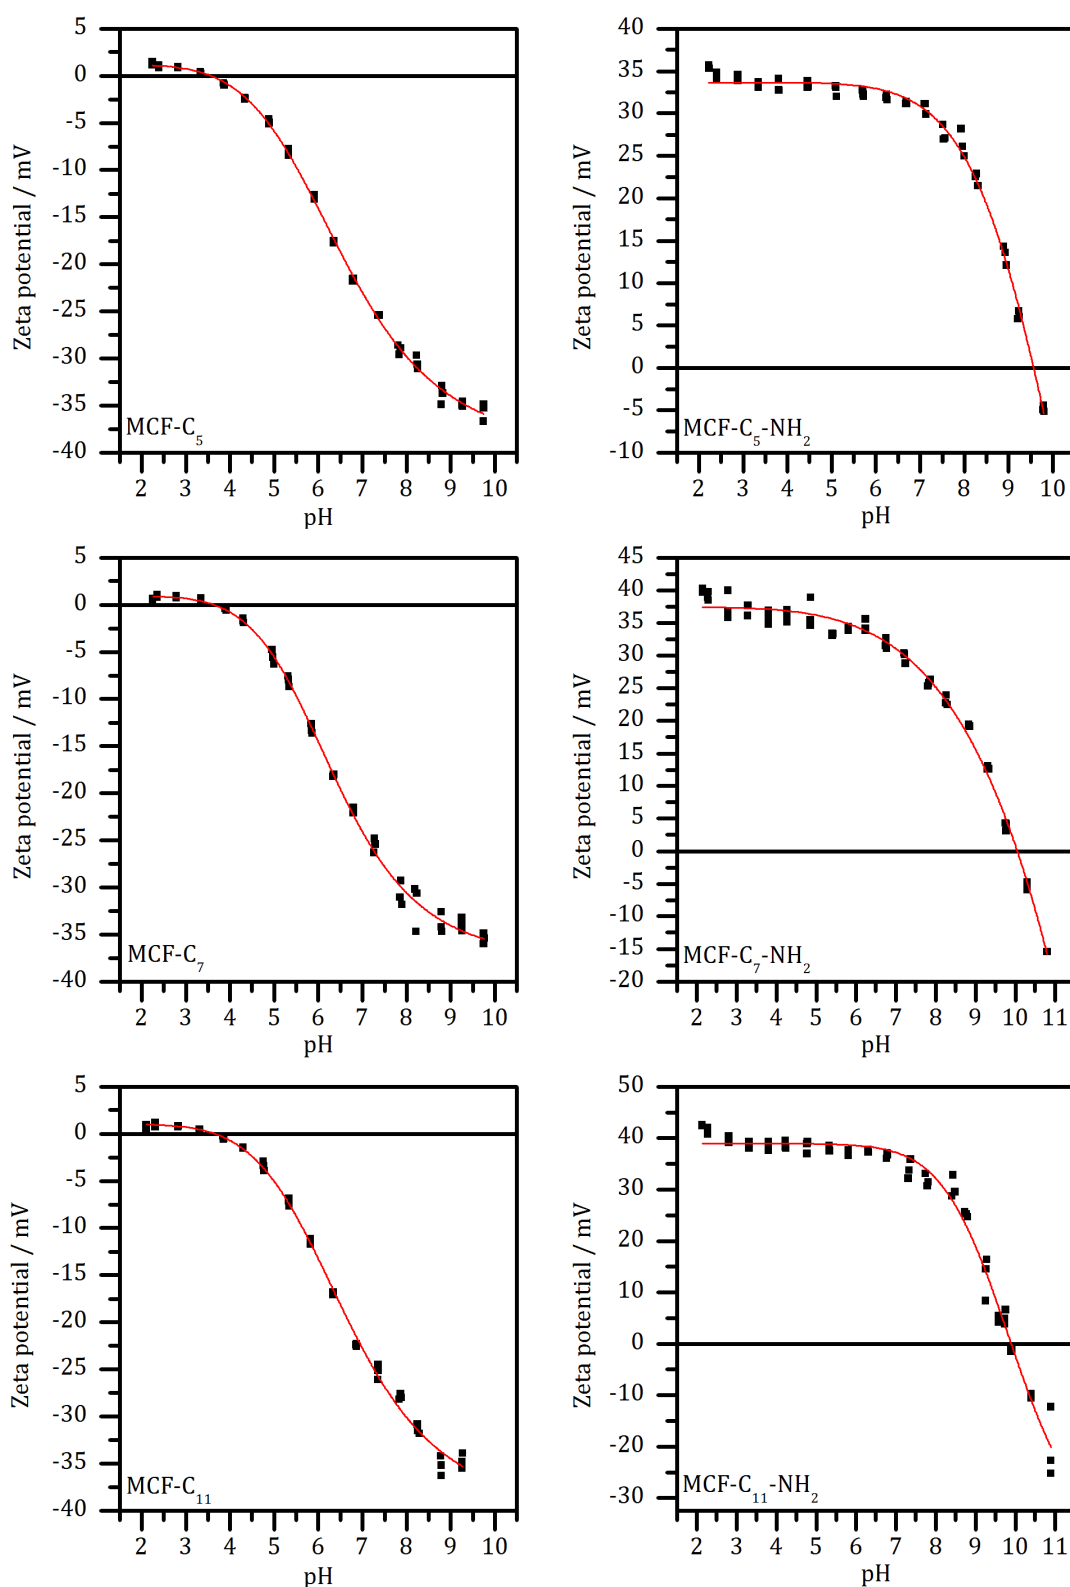 5
0
-5
-10
-15
-20
-25
-30
-35
-40
Zeta potential / mV
MCF-C5
2 3 4 5 6 7 8 9 10
pH
40
35
30
25
20
15
10
5
0
-5
-10
Zeta potential / mV
MCF-C5-NH2
2 3 4 5 6 7 8 9 10
pH
5
0
-5
-10
-15
-20
-25
-30
-35
-40
Zeta potential / mV
MCF-C7
2 3 4 5 6 7 8 9 10
pH
45
40
35
30
25
20
15
10
5
0
-5
-10
-15
-20
Zeta potential / mV
MCF-C7-NH2
2 3 4 5 6 7 8 9 10 11
pH
5
0
-5
-10
-15
-20
-25
-30
-35
-40
Zeta potential / mV
MCF-C11
2 3 4 5 6 7 8 9 10
pH
50
40
30
20
10
0
-10
-20
-30
Zeta potential / mV
MCF-C11-NH2
2 3 4 5 6 7 8 9 10 11
pH